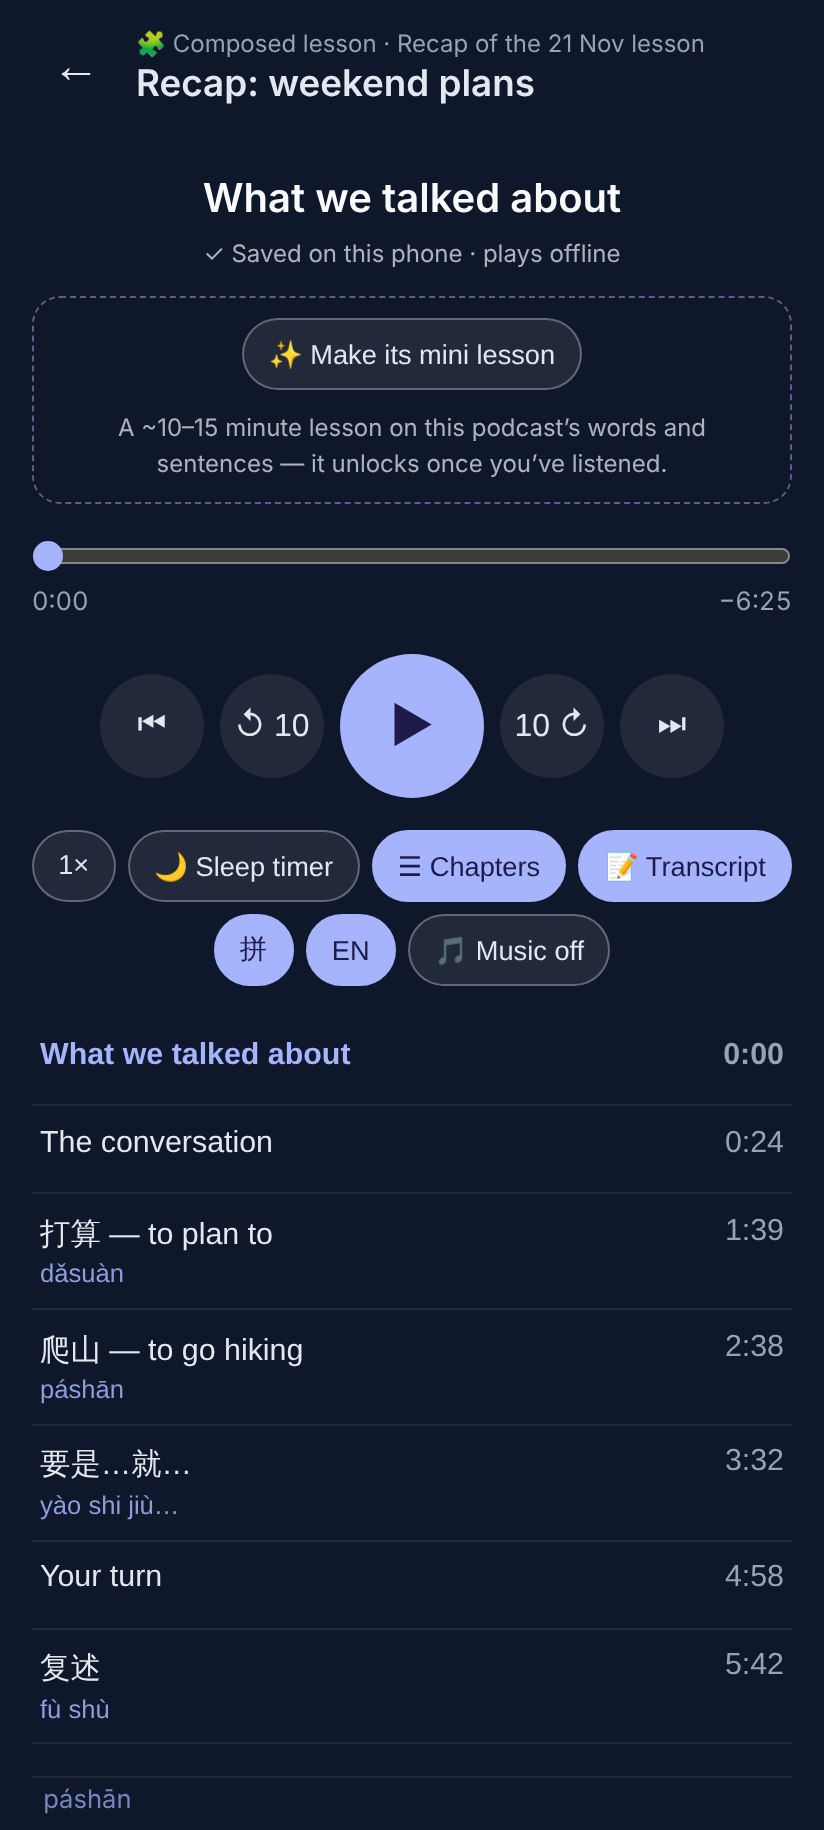 🧩 Composed lesson · Recap of the 21 Nov lesson
← Recap: weekend plans
What we talked about
✓ Saved on this phone · plays offline
✨ Make its mini lesson
A ~10–15 minute lesson on this podcast’s words and
sentences — it unlocks once you’ve listened.
0:00 −6:25
10 10
1× 🌙 Sleep timer ☰ Chapters 📝 Transcript
拼 EN 🎵 Music off
What we talked about 0:00
The conversation 0:24
打算 — to plan to 1:39
dǎsuàn
爬山 — to go hiking 2:38
páshān
要是…就… 3:32
yào shi jiù…
Your turn 4:58
复述 5:42
fù shù
páshān